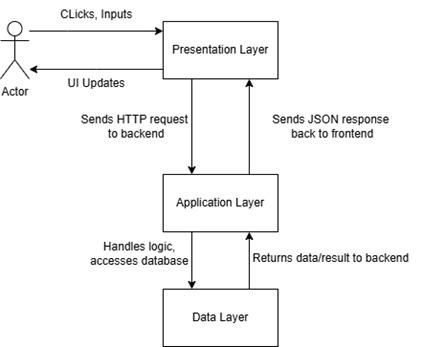 CLicks, Inputs
Presentation Layer
UI Updates
Actor
Sends HTTP request
to backend
Sends JSON response
back to frontend
Application Layer
Handles logic,
accesses database
Returns data/result to backend
Data Layer